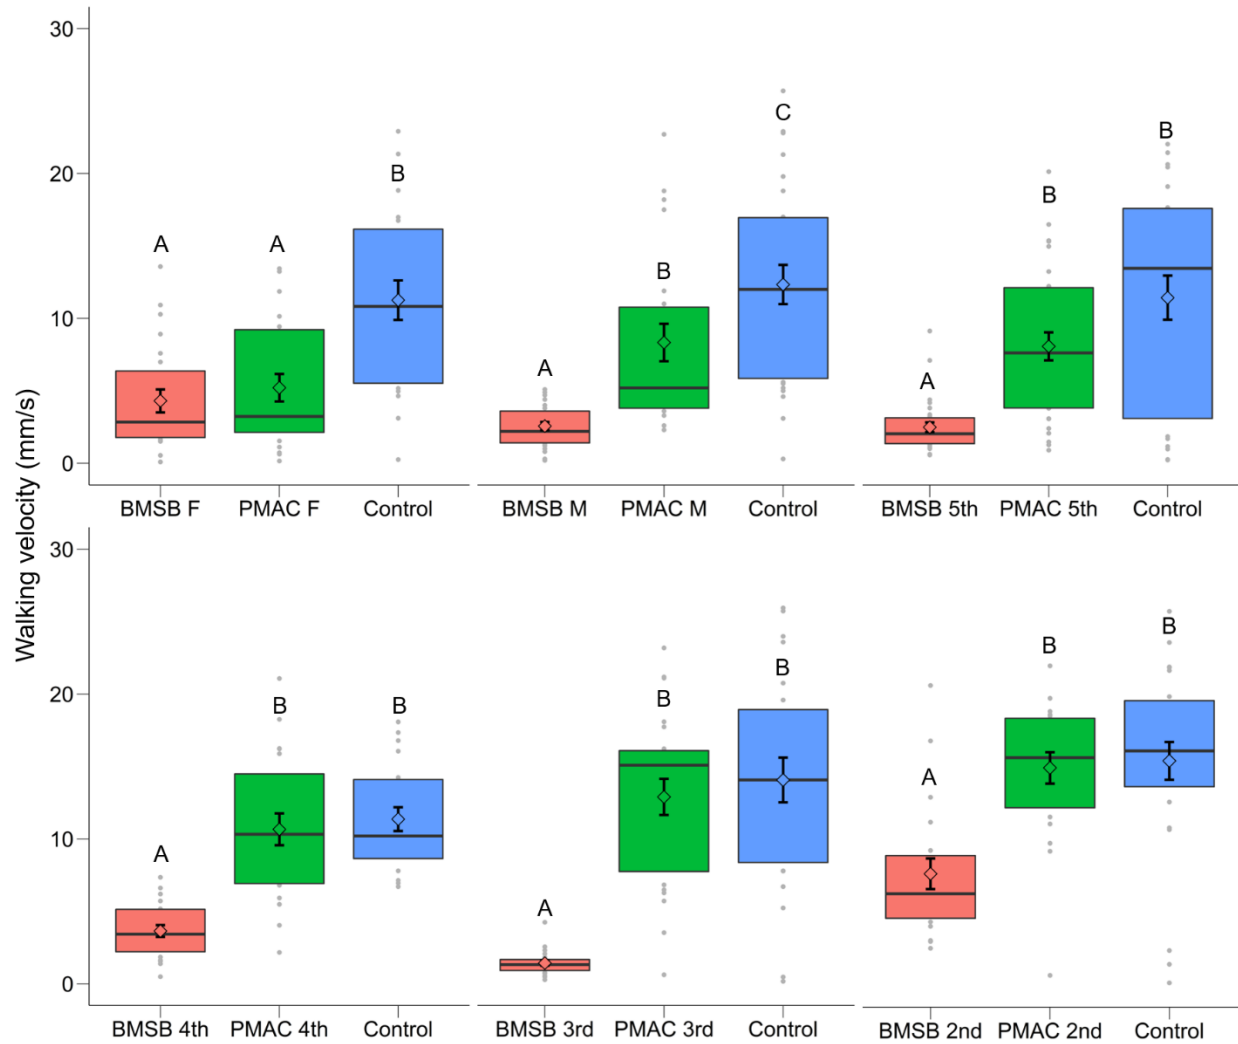 Walking velocity (mm/s)
30
20
10
0
A
A
B
A
B
C
A
B
B
BMSB F
PMAC F
Control
BMSB M
PMAC M
Control
BMSB 5th
PMAC 5th
Control
30
20
10
0
A
B
B
A
B
B
A
B
B
BMSB 4th
PMAC 4th
Control
BMSB 3rd
PMAC 3rd
Control
BMSB 2nd
PMAC 2nd
Control